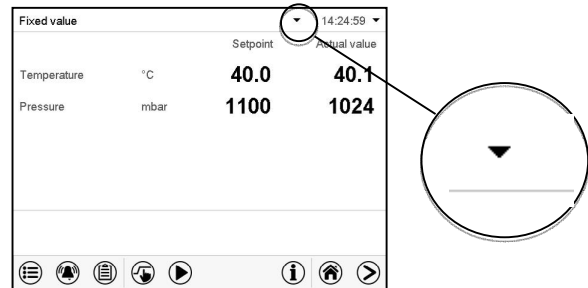 Fixed value 14:24:59
Setpoint Actual value
Temperature °C 40.0 40.1
Pressure mbar 1100 1024